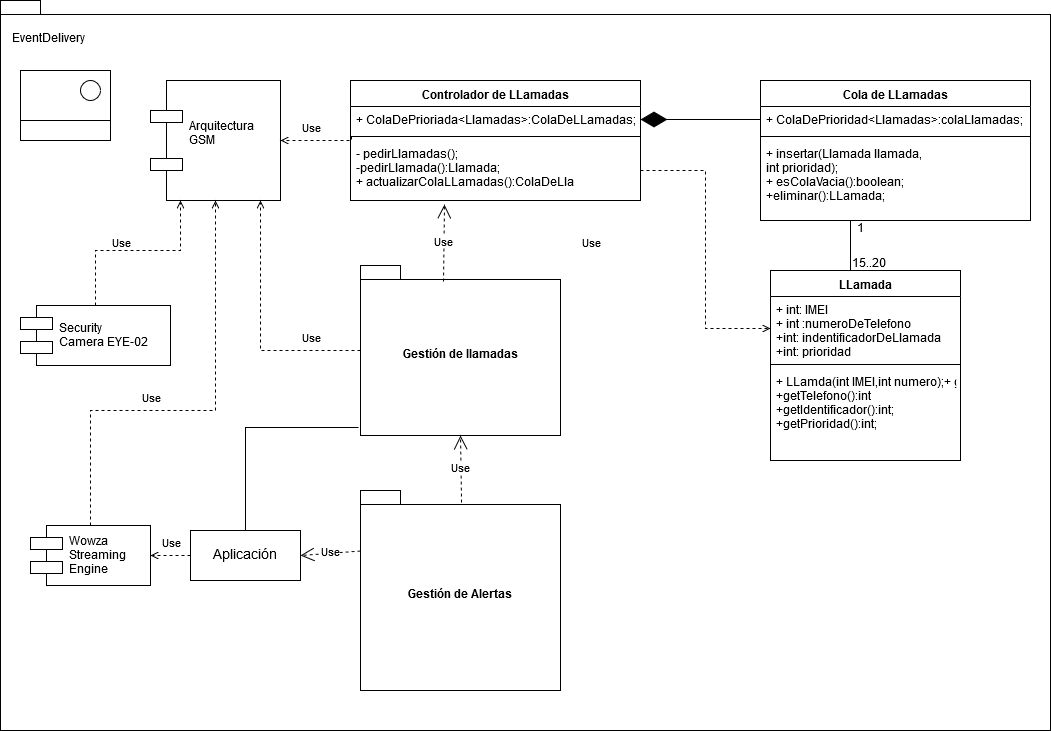 EventDelivery
Arquitectura
GSM
Use
Controlador de LLamadas
+ ColaDePrioriada<Llamadas>:ColaDeLLamadas;
- pedirLlamadas();
-pedirLlamada():Llamada;
+ actualizarColaLLamadas():ColaDeLla
Cola de LLamadas
+ ColaDePrioridad<Llamadas>:colaLlamadas;
+ insertar(Llamada llamada,
int prioridad);
+ esColaVacia():boolean;
+eliminar():LLamada;
1
15..20
Use
Use
Use
LLamada
+ int: IMEI
+ int :numeroDeTelefono
+int: indentificadorDeLlamada
+int: prioridad
+ LLamda(int IMEI,int numero);+
+getTelefono():int
+getIdentificador():int;
+getPrioridad():int;
Security
Camera EYE-02
Use
Gestión de llamadas
Use
Use
Wowza
Streaming
Engine
Use
Aplicación
Use
Gestión de Alertas